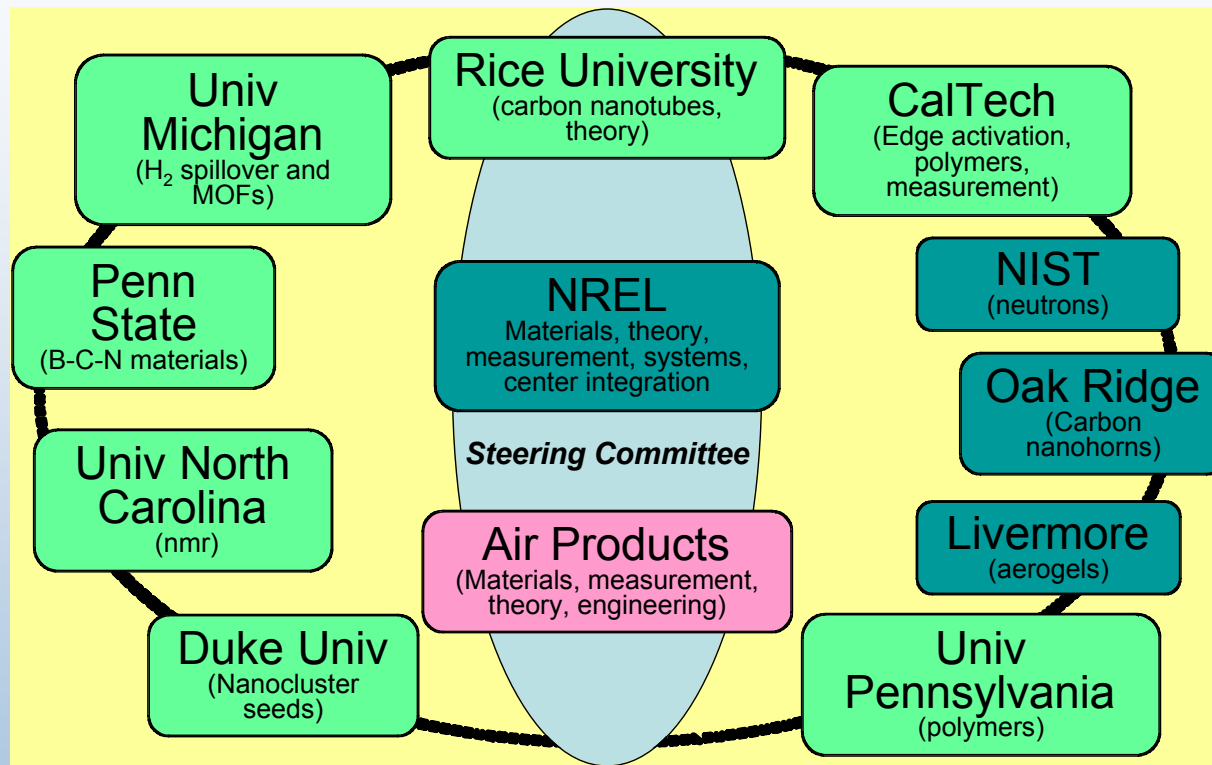 Univ
Michigan
(H₂ spillover and
MOFs)
Rice University
(carbon nanotubes,
theory)
CalTech
(Edge activation,
polymers,
measurement)
Penn
State
(B-C-N materials)
NREL
Materials, theory,
measurement, systems,
center integration
NIST
(neutrons)
Oak Ridge
(Carbon
nanohorns)
Univ North
Carolina
(nmr)
Steering Committee
Air Products
(Materials, measurement,
theory, engineering)
Livermore
(aerogels)
Duke Univ
(Nanocluster
seeds)
Univ
Pennsylvania
(polymers)